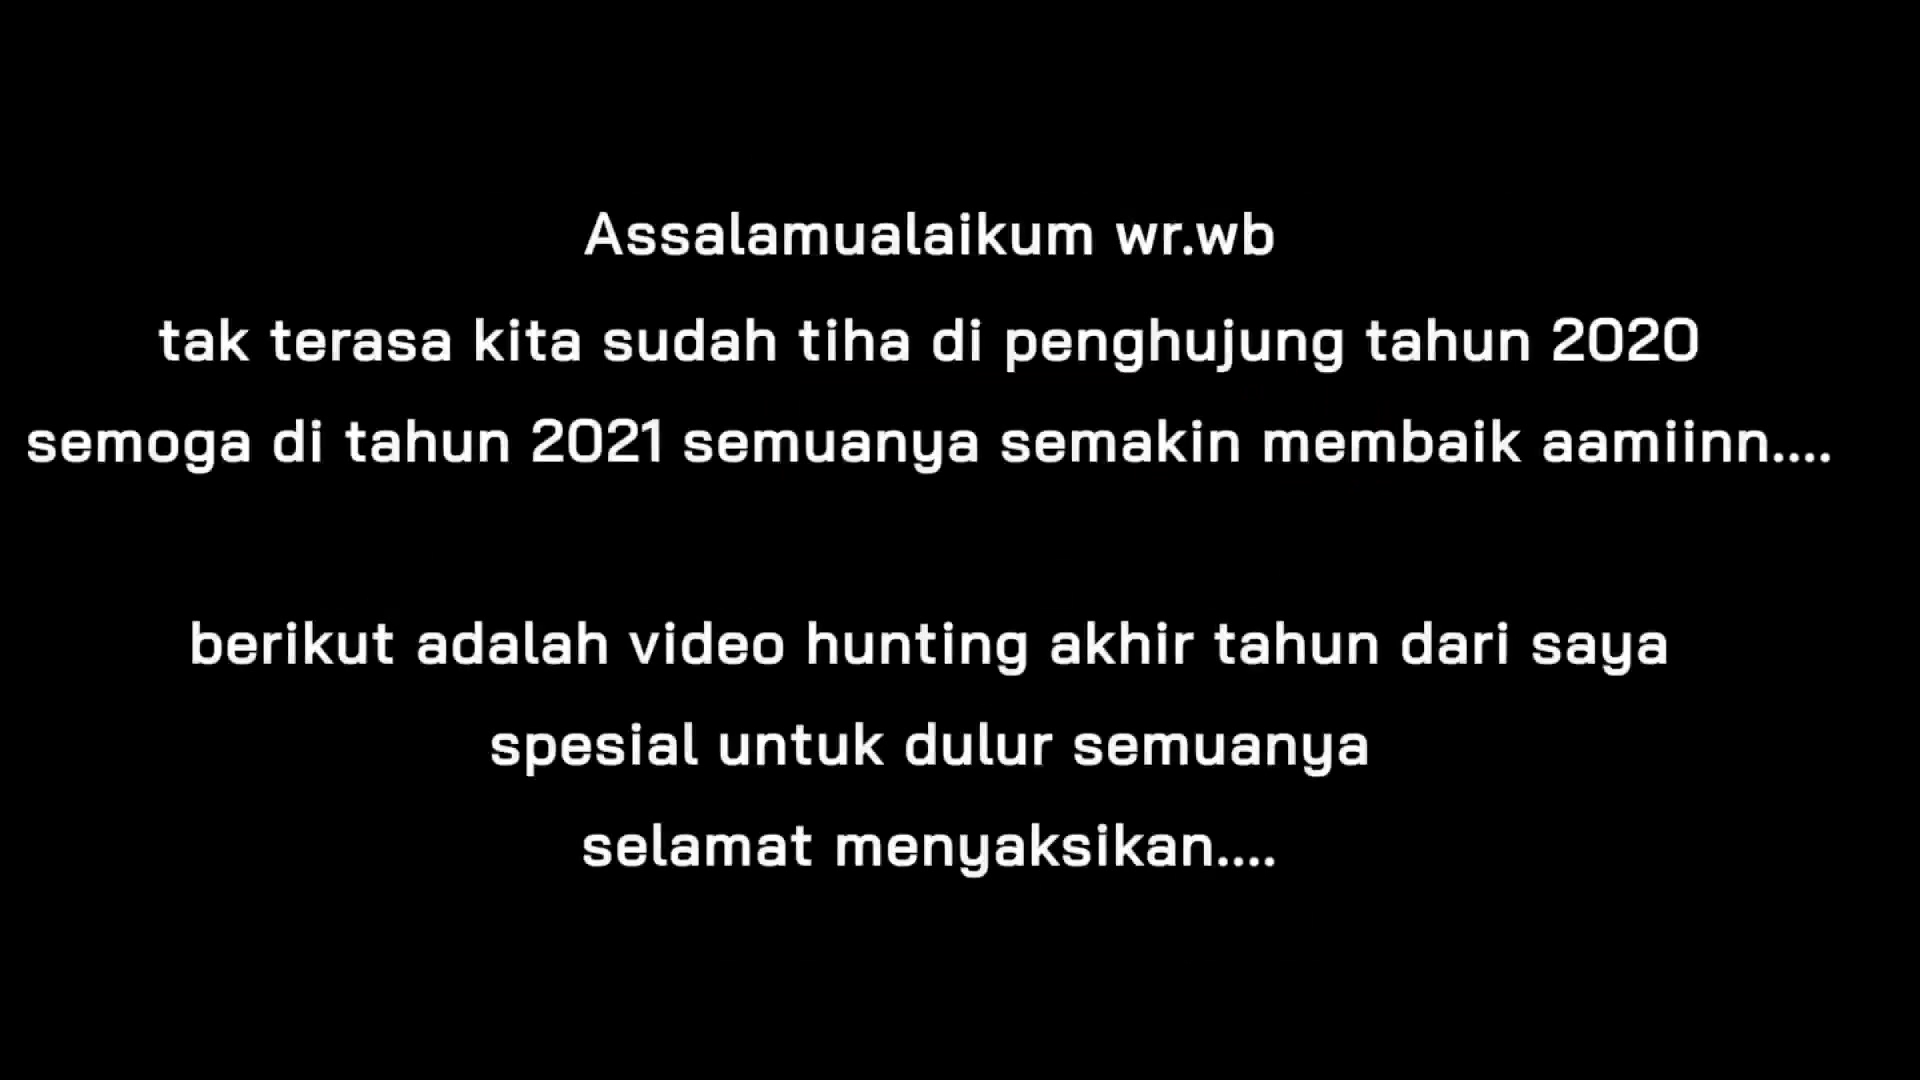 Assalamualaikum wr.wb
tak terasa kita sudah tiha di penghujung tahun 2020
semoga di tahun 2021 semuanya semakin membaik aamiinn....
berikut adalah video hunting akhir tahun dari saya
spesial untuk dulur semuanya
selamat menyaksikan....